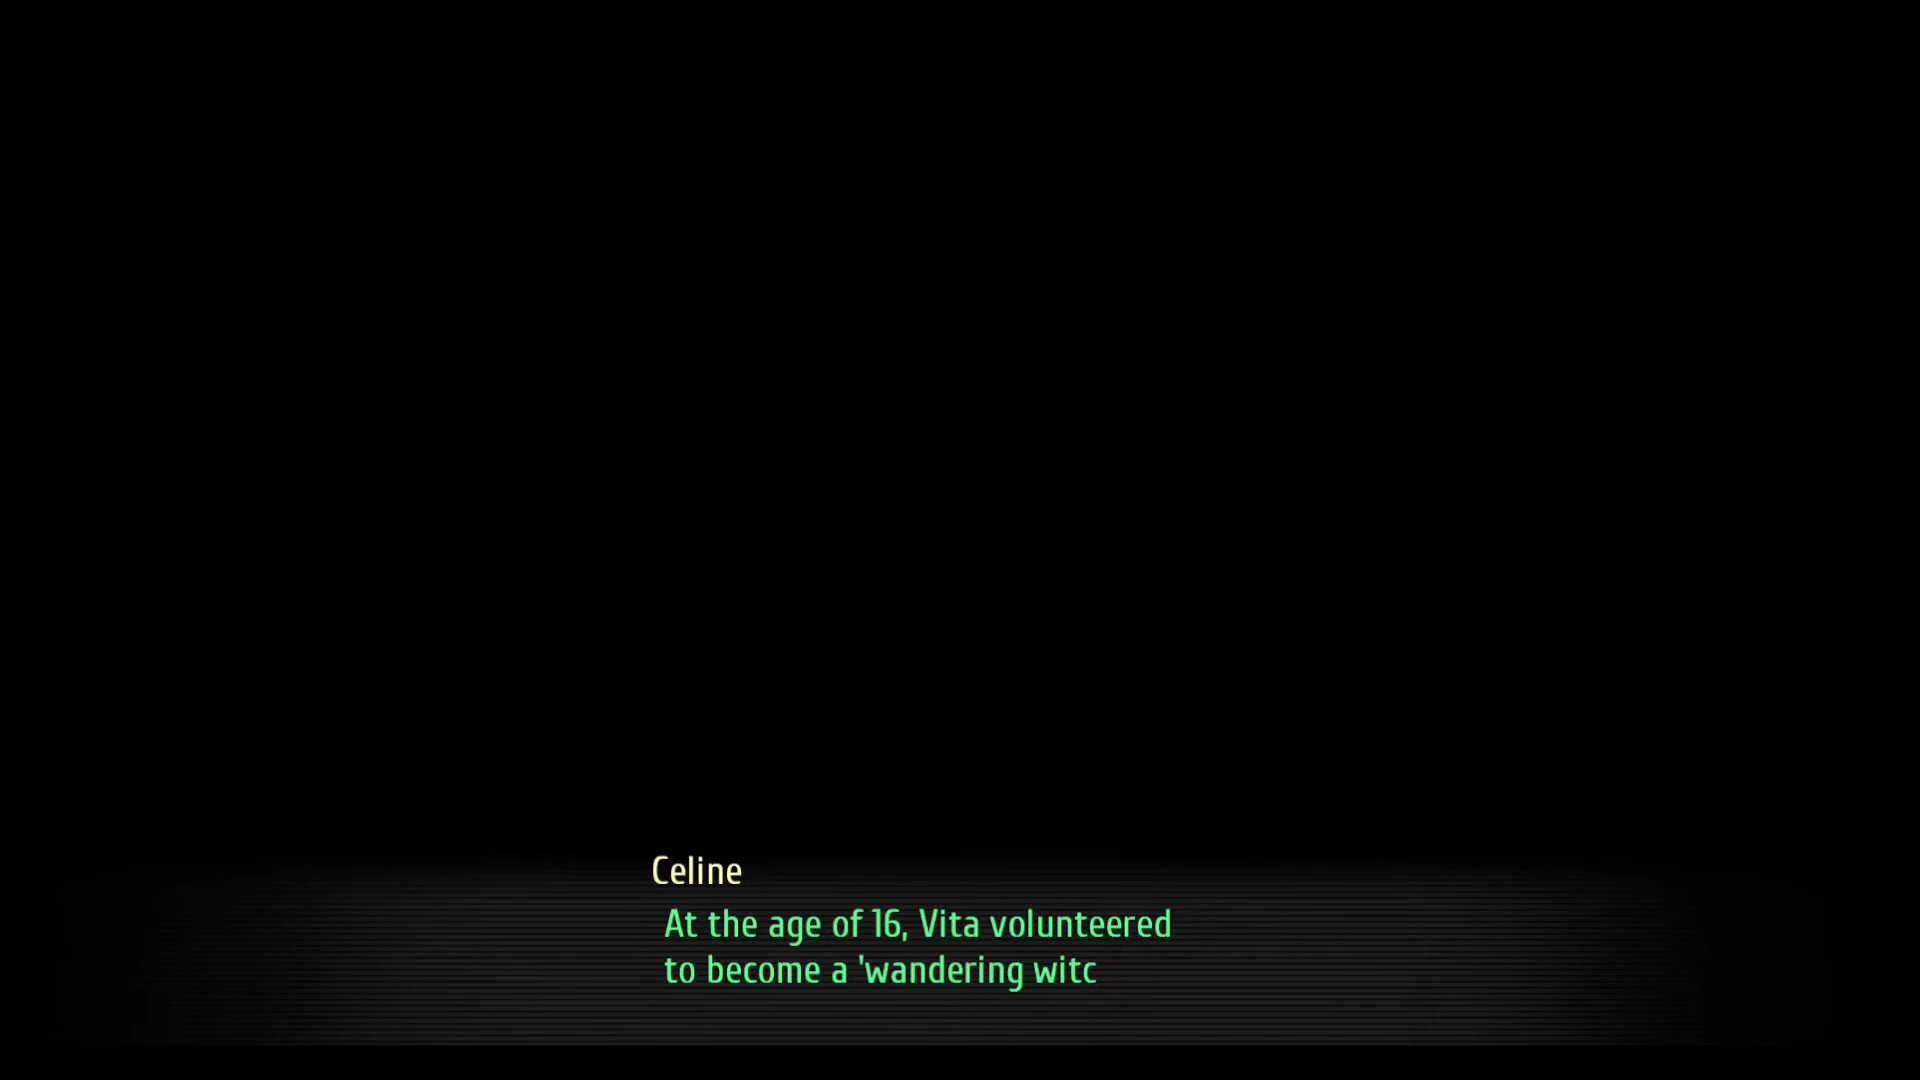 Celine
At the age of 16, Vita volunteered
to become a 'wandering witc